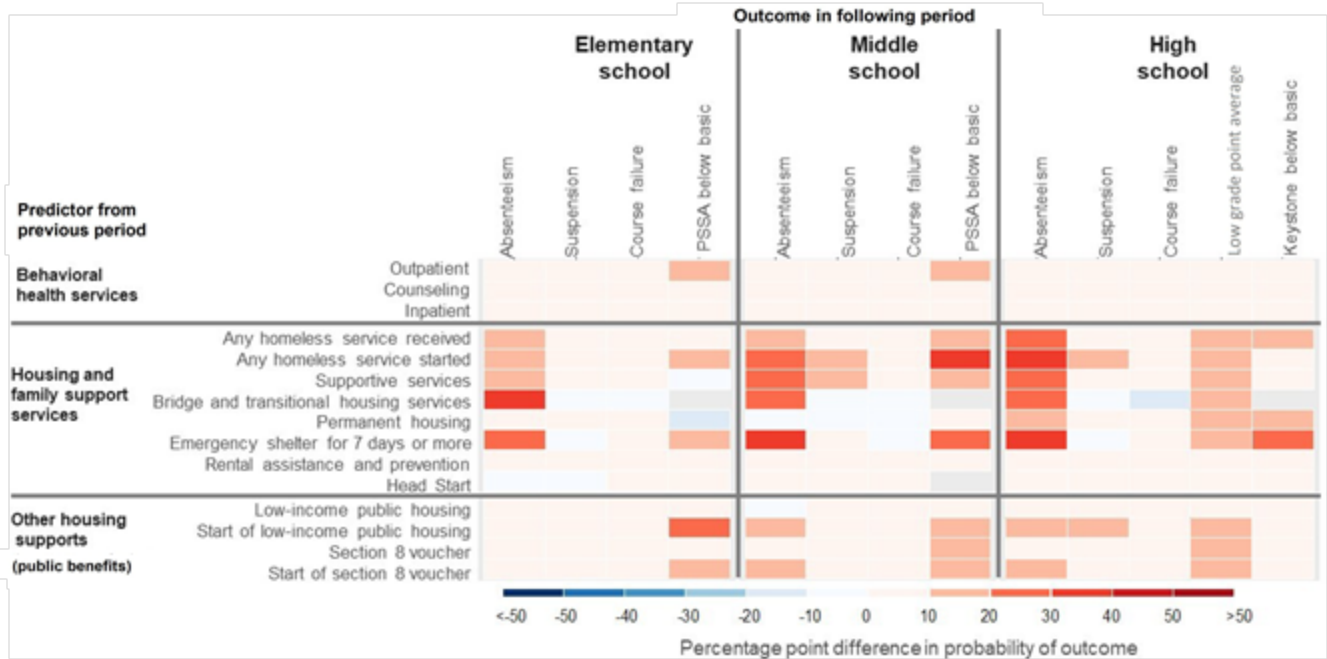 Outcome in following period
Elementary
school
Middle
school
High
school
Absenteeism
Suspension
Course failure
PSSA below basic
Absenteeism
Suspension
Course failure
PSSA below basic
Absenteeism
Suspension
Course failure
Low grade point average
Keystone below basic
Predictor from
previous period
Behavioral
health services
Outpatient
Counseling
Inpatient
Housing and
family support
services
Any homeless service received
Any homeless service started
Supportive services
Bridge and transitional housing services
Permanent housing
Emergency shelter for 7 days or more
Rental assistance and prevention
Head Start
Other housing
supports
(public benefits)
Low-income public housing
Start of low-income public housing
Section 8 voucher
Start of section 8 voucher
<-50 -50 -40 -30 -20 -10 0 10 20 30 40 50 >50
Percentage point difference in probability of outcome